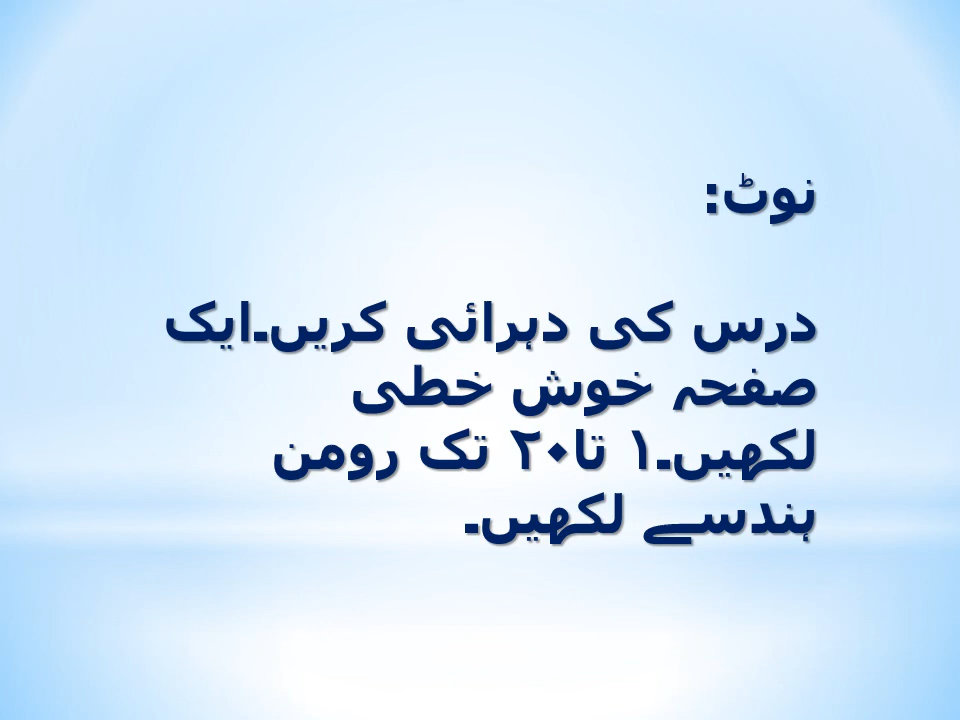 نوٹ:
درس کی دہرائی کریں۔ایک
صفحہ خوش خطی
لکھیں۔۱ تا۲۰ تک رومن
ہندسے لکھیں۔